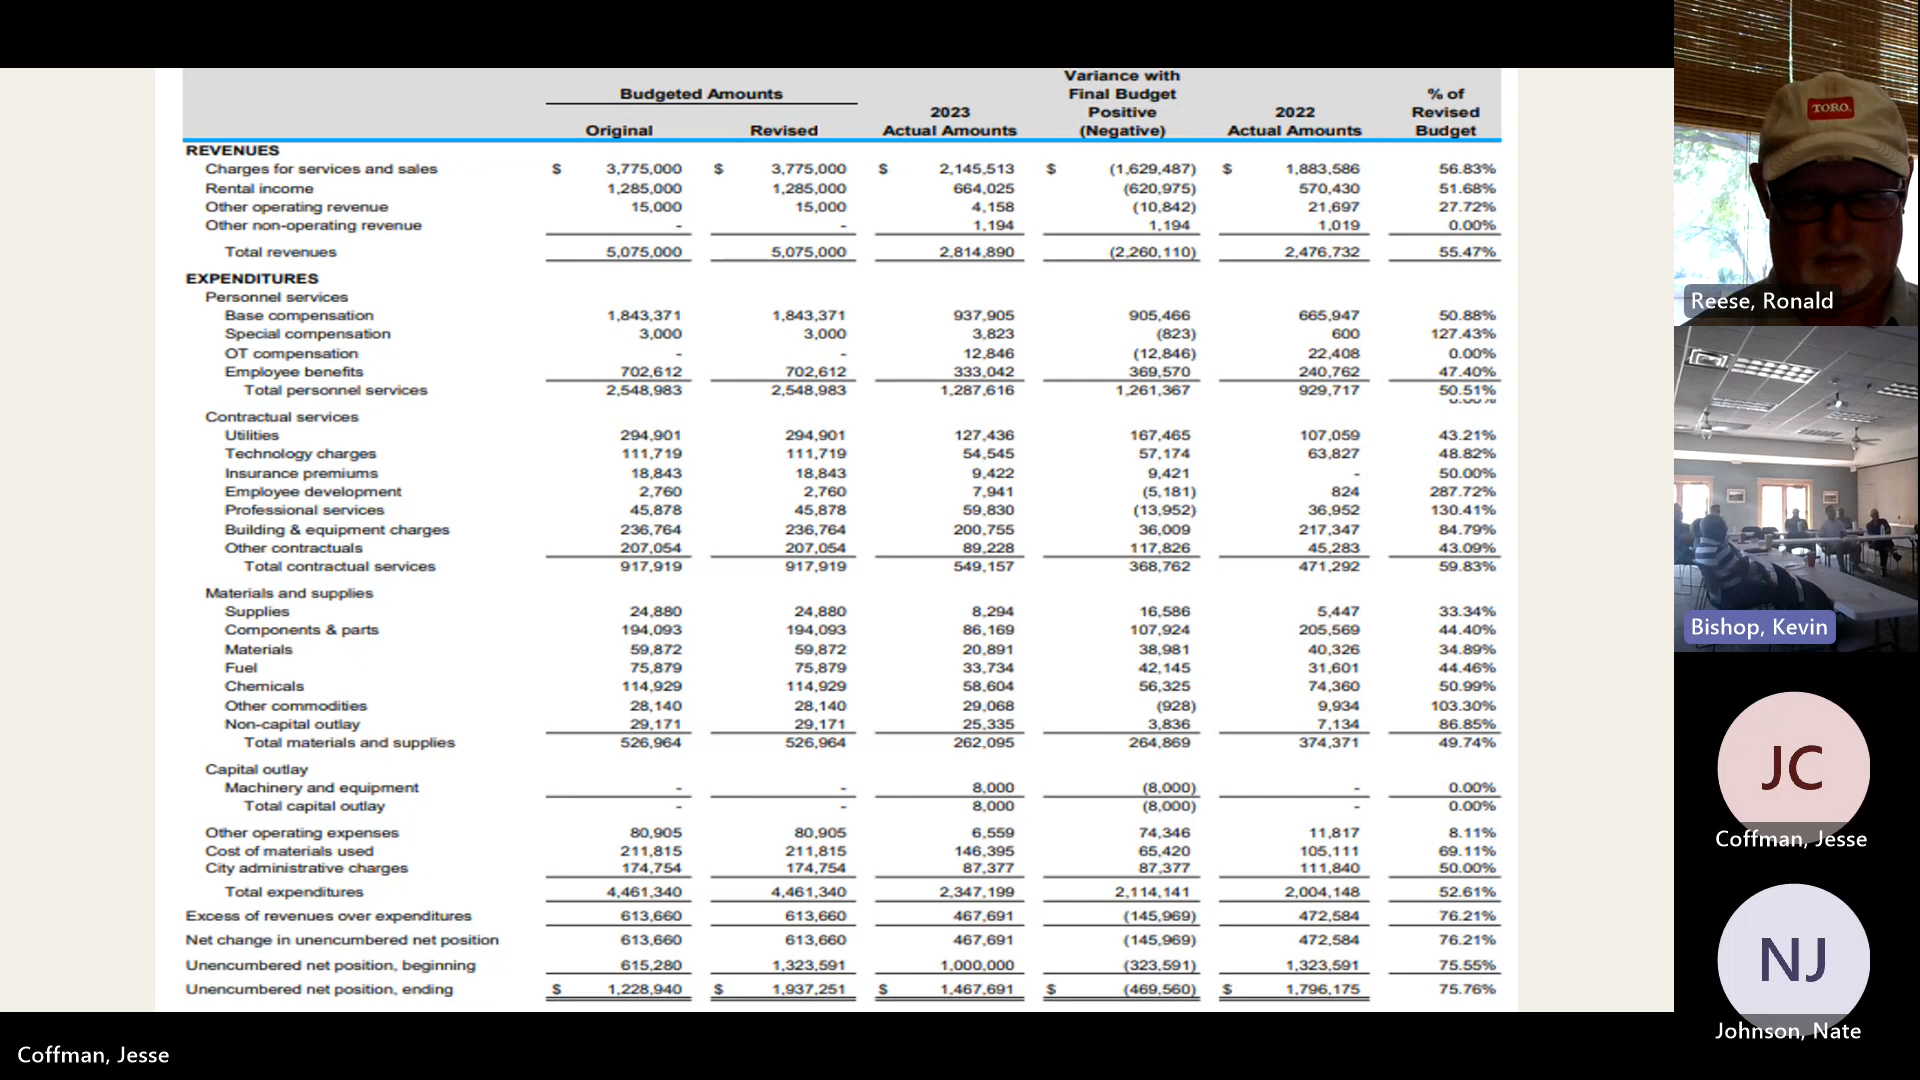 Variance with
Budgeted Amounts Final Budget % of
2023 Positive 2022 Revised
Original Revised Actual Amounts (Negative) Actual Amounts Budget
REVENUES
Charges for services and sales $ 3,775,000 $ 3,775,000 $ 2,145,513 $ (1,629,487) $ 1,883,586 56.83%
Rental income 1,285,000 1,285,000 664,025 (620,975) 570,430 51.68%
Other operating revenue 15,000 15,000 4,158 (10,842) 21,697 27.72%
Other non-operating revenue - - 1,194 1,194 1,019 0.00%
Total revenues 5,075,000 5,075,000 2,814,890 (2,260,110) 2,476,732 55.47%
EXPENDITURES
Personnel services
Base compensation 1,843,371 1,843,371 937,905 905,466 665,947 50.88%
Special compensation 3,000 3,000 3,823 (823) 600 127.43%
OT compensation - - 12,846 (12,846) 22,408 0.00%
Employee benefits 702,612 702,612 333,042 369,570 240,762 47.40%
Total personnel services 2,548,983 2,548,983 1,287,616 1,261,367 929,717 50.51%
Contractual services
Utilities 294,901 294,901 127,436 167,465 107,059 43.21%
Technology charges 111,719 111,719 54,545 57,174 63,827 48.82%
Insurance premiums 18,843 18,843 9,422 9,421 - 50.00%
Employee development 2,760 2,760 7,941 (5,181) 824 287.72%
Professional services 45,878 45,878 59,830 (13,952) 36,952 130.41%
Building & equipment charges 236,764 236,764 200,755 36,009 217,347 84.79%
Other contractuals 207,054 207,054 89,228 117,826 45,283 43.09%
Total contractual services 917,919 917,919 549,157 368,762 471,292 59.83%
Materials and supplies
Supplies 24,880 24,880 8,294 16,586 5,447 33.34%
Components & parts 194,093 194,093 86,169 107,924 205,569 44.40%
Materials 59,872 59,872 20,891 38,981 40,326 34.89%
Fuel 75,879 75,879 33,734 42,145 31,601 44.46%
Chemicals 114,929 114,929 58,604 56,325 74,360 50.99%
Other commodities 28,140 28,140 29,068 (928) 9,934 103.30%
Non-capital outlay 29,171 29,171 25,335 3,836 7,134 86.85%
Total materials and supplies 526,964 526,964 262,095 264,869 374,371 49.74%
Capital outlay
Machinery and equipment - - 8,000 (8,000) - 0.00%
Total capital outlay - - 8,000 (8,000) - 0.00%
Other operating expenses 80,905 80,905 6,559 74,346 11,817 8.11%
Cost of materials used 211,815 211,815 146,395 65,420 105,111 69.11%
City administrative charges 174,754 174,754 87,377 87,377 111,840 50.00%
Total expenditures 4,461,340 4,461,340 2,347,199 2,114,141 2,004,148 52.61%
Excess of revenues over expenditures 613,660 613,660 467,691 (145,969) 472,584 76.21%
Net change in unencumbered net position 613,660 613,660 467,691 (145,969) 472,584 76.21%
Unencumbered net position, beginning 615,280 1,323,591 1,000,000 (323,591) 1,323,591 75.55%
Unencumbered net position, ending $ 1,228,940 $ 1,937,251 $ 1,467,691 $ (469,560) $ 1,796,175 75.76%
TORO
Reese, Ronald
Bishop, Kevin
JC
Coffman, Jesse
NJ
Johnson, Nate
Coffman, Jesse